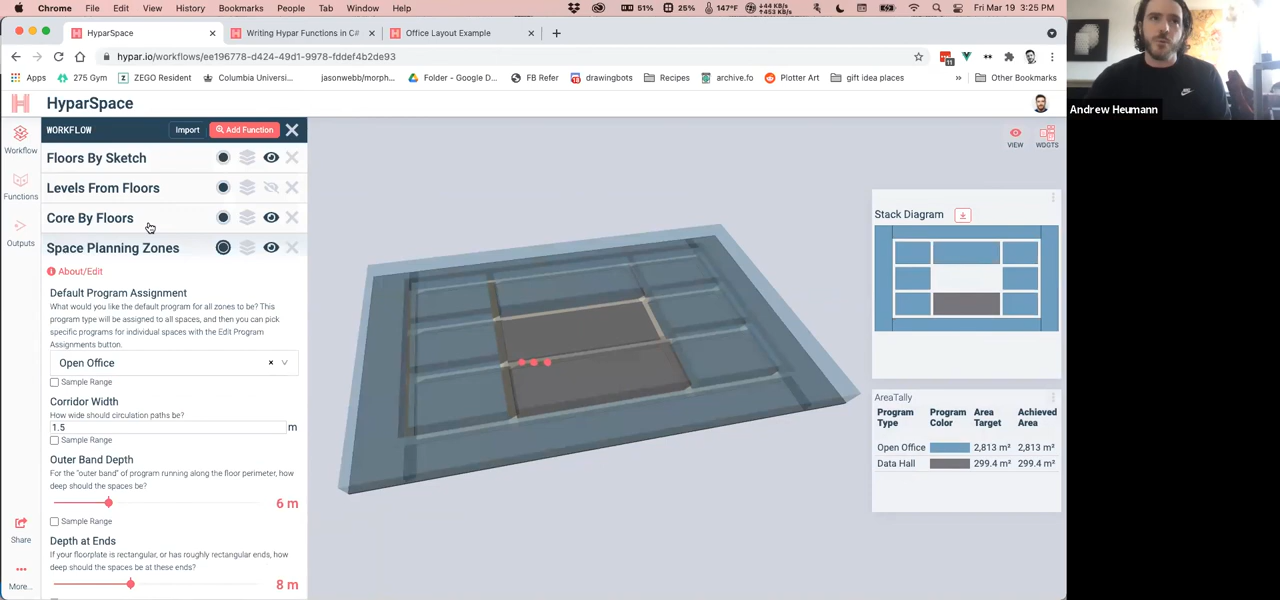 Chrome File Edit View History Bookmarks People Tab Window Help 51% 25% 147°F 44 KB/s 453 KB/s Fri Mar 19 3:25 PM
HyparSpace Writing Hypar Functions in C# Office Layout Example
hypar.io/workflows/ee196778-d424-49d1-9978-fddef4b2de93
Apps 275 Gym ZEGO Resident Columbia Universi... jasonwebb/morph... Folder - Google D... FB Refer drawingbots Recipes archive.fo Plotter Art gift idea places » Other Bookmarks
HyparSpace
Andrew Heumann
WORKFLOW Import Add Function
Workflow
Functions
Outputs
Share
More...
Floors By Sketch
Levels From Floors
Core By Floors
Space Planning Zones
About/Edit
Default Program Assignment
What would you like the default program for all zones to be? This
program type will be assigned to all spaces, and then you can pick
specific programs for individual spaces with the Edit Program
Assignments button.
Open Office
Sample Range
Corridor Width
How wide should circulation paths be?
1.5 m
Sample Range
Outer Band Depth
For the "outer band" of program running along the floor perimeter, how
deep should the spaces be?
6 m
Sample Range
Depth at Ends
If your floorplate is rectangular, or has roughly rectangular ends, how
deep should the spaces be at these ends?
8 m
VIEW WDGTS
Stack Diagram
AreaTally
Program Type Program Color Area Target Achieved Area
Open Office 2,813 m² 2,813 m²
Data Hall 299.4 m² 299.4 m²